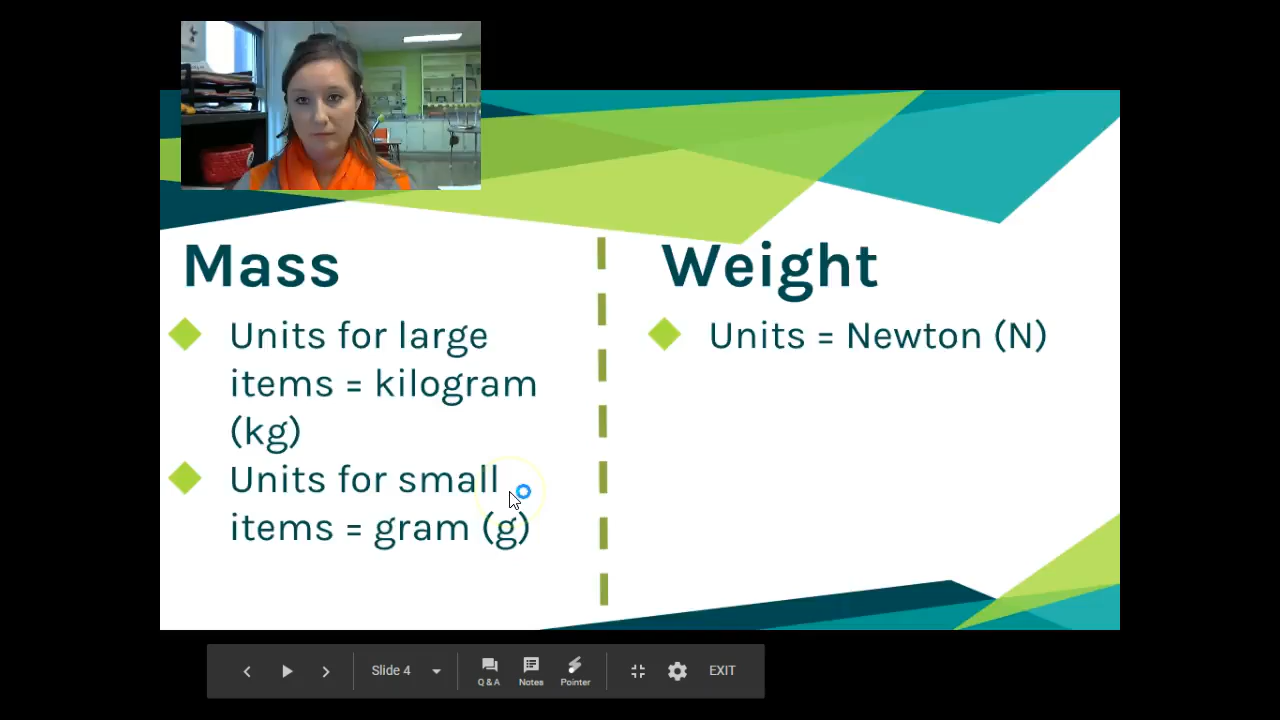 Mass
Units for large
items = kilogram
(kg)
Units for small
items = gram (g)
Weight
Units = Newton (N)
Slide 4
Q & A
Notes
Pointer
EXIT